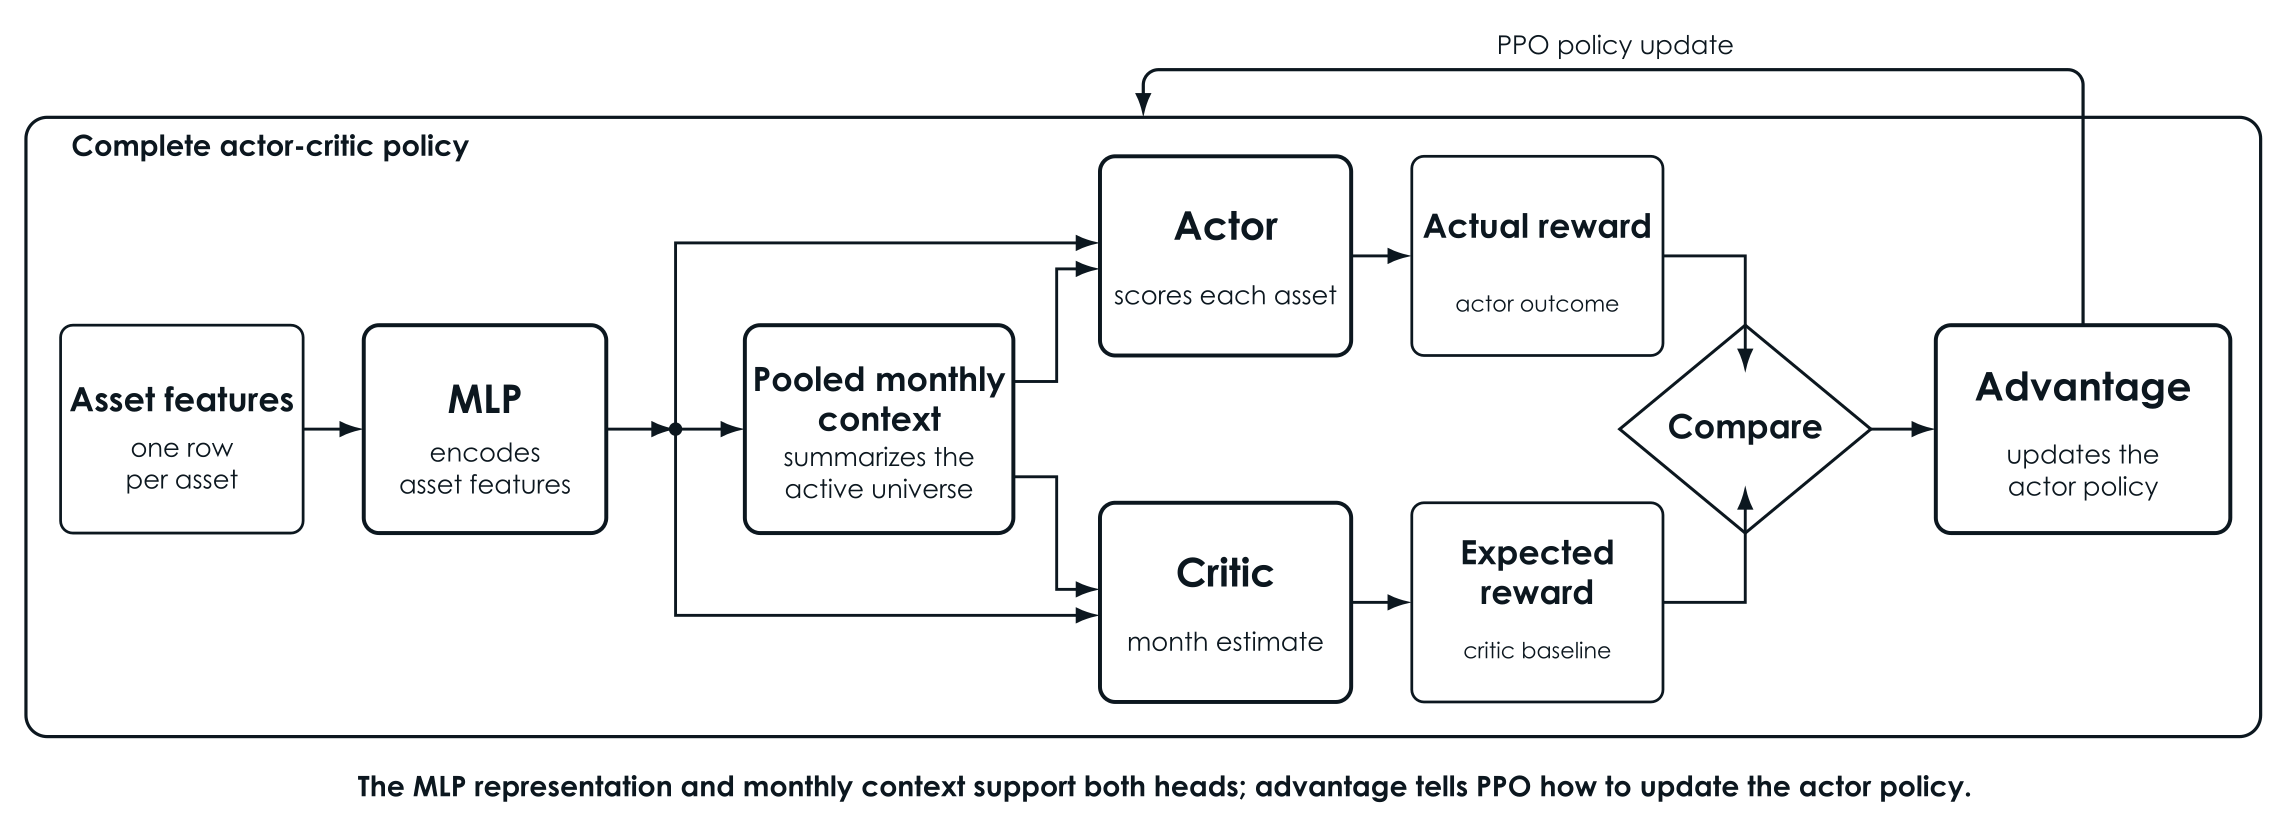 PPO policy update
Complete actor-critic policy
Asset features
one row
per asset
MLP
encodes
asset features
Pooled monthly
context
summarizes the
active universe
Actor
scores each asset
Actual reward
actor outcome
Critic
month estimate
Expected
reward
critic baseline
Compare
Advantage
updates the
actor policy
The MLP representation and monthly context support both heads; advantage tells PPO how to update the actor policy.